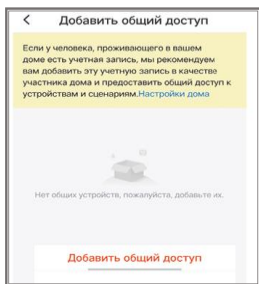 Добавить общий доступ
Если у человека, проживающего в вашем
доме есть учетная запись, мы рекомендуем
вам добавить эту учетную запись в качестве
участника дома и предоставить общий доступ к
устройствам и сценариям.Настройки дома
Нет общих устройств, пожалуйста, добавьте их.
Добавить общий доступ